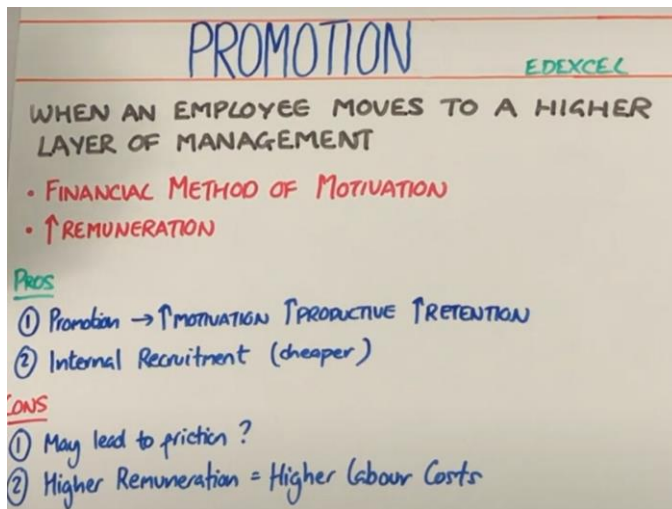 PROMOTION
EDEXCEL
WHEN AN EMPLOYEE MOVES TO A HIGHER
LAYER OF MANAGEMENT
• FINANCIAL METHOD OF MOTIVATION
• ↑ REMUNERATION
PROS
① Promotion → ↑ MOTIVATION ↑ PRODUCTIVE ↑ RETENTION
② Internal Recruitment (cheaper)
CONS
① May lead to friction ?
② Higher Remuneration = Higher Labour Costs